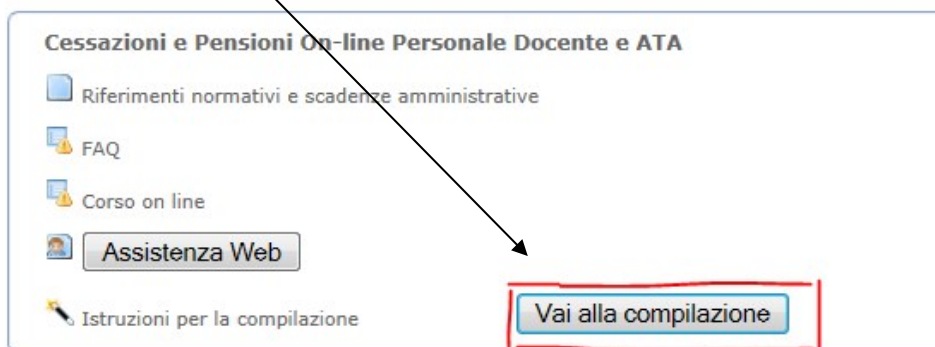 Cessazioni e Pensioni On-line Personale Docente e ATA
Riferimenti normativi e scadenze amministrative
FAQ
Corso on line
Assistenza Web
Istruzioni per la compilazione
Vai alla compilazione